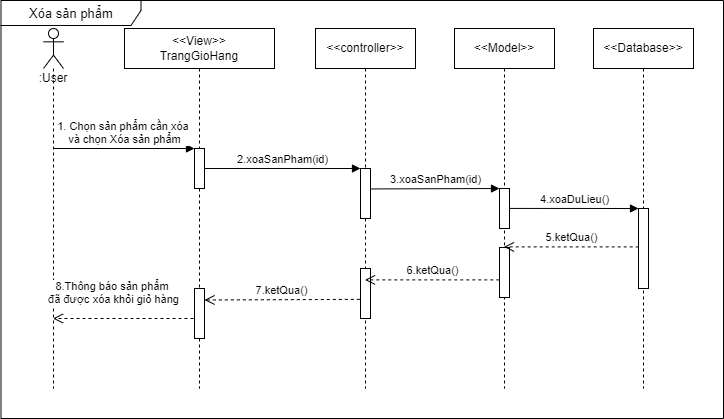 Xóa sản phẩm
:User
<<View>>
TrangGioHang
<<controller>>
<<Model>>
<<Database>>
1. Chọn sản phẩm cần xóa
và chọn Xóa sản phẩm
2.xoaSanPham(id)
3.xoaSanPham(id)
4.xoaDuLieu()
5.ketQua()
6.ketQua()
7.ketQua()
8.Thông báo sản phẩm
đã được xóa khỏi giỏ hàng